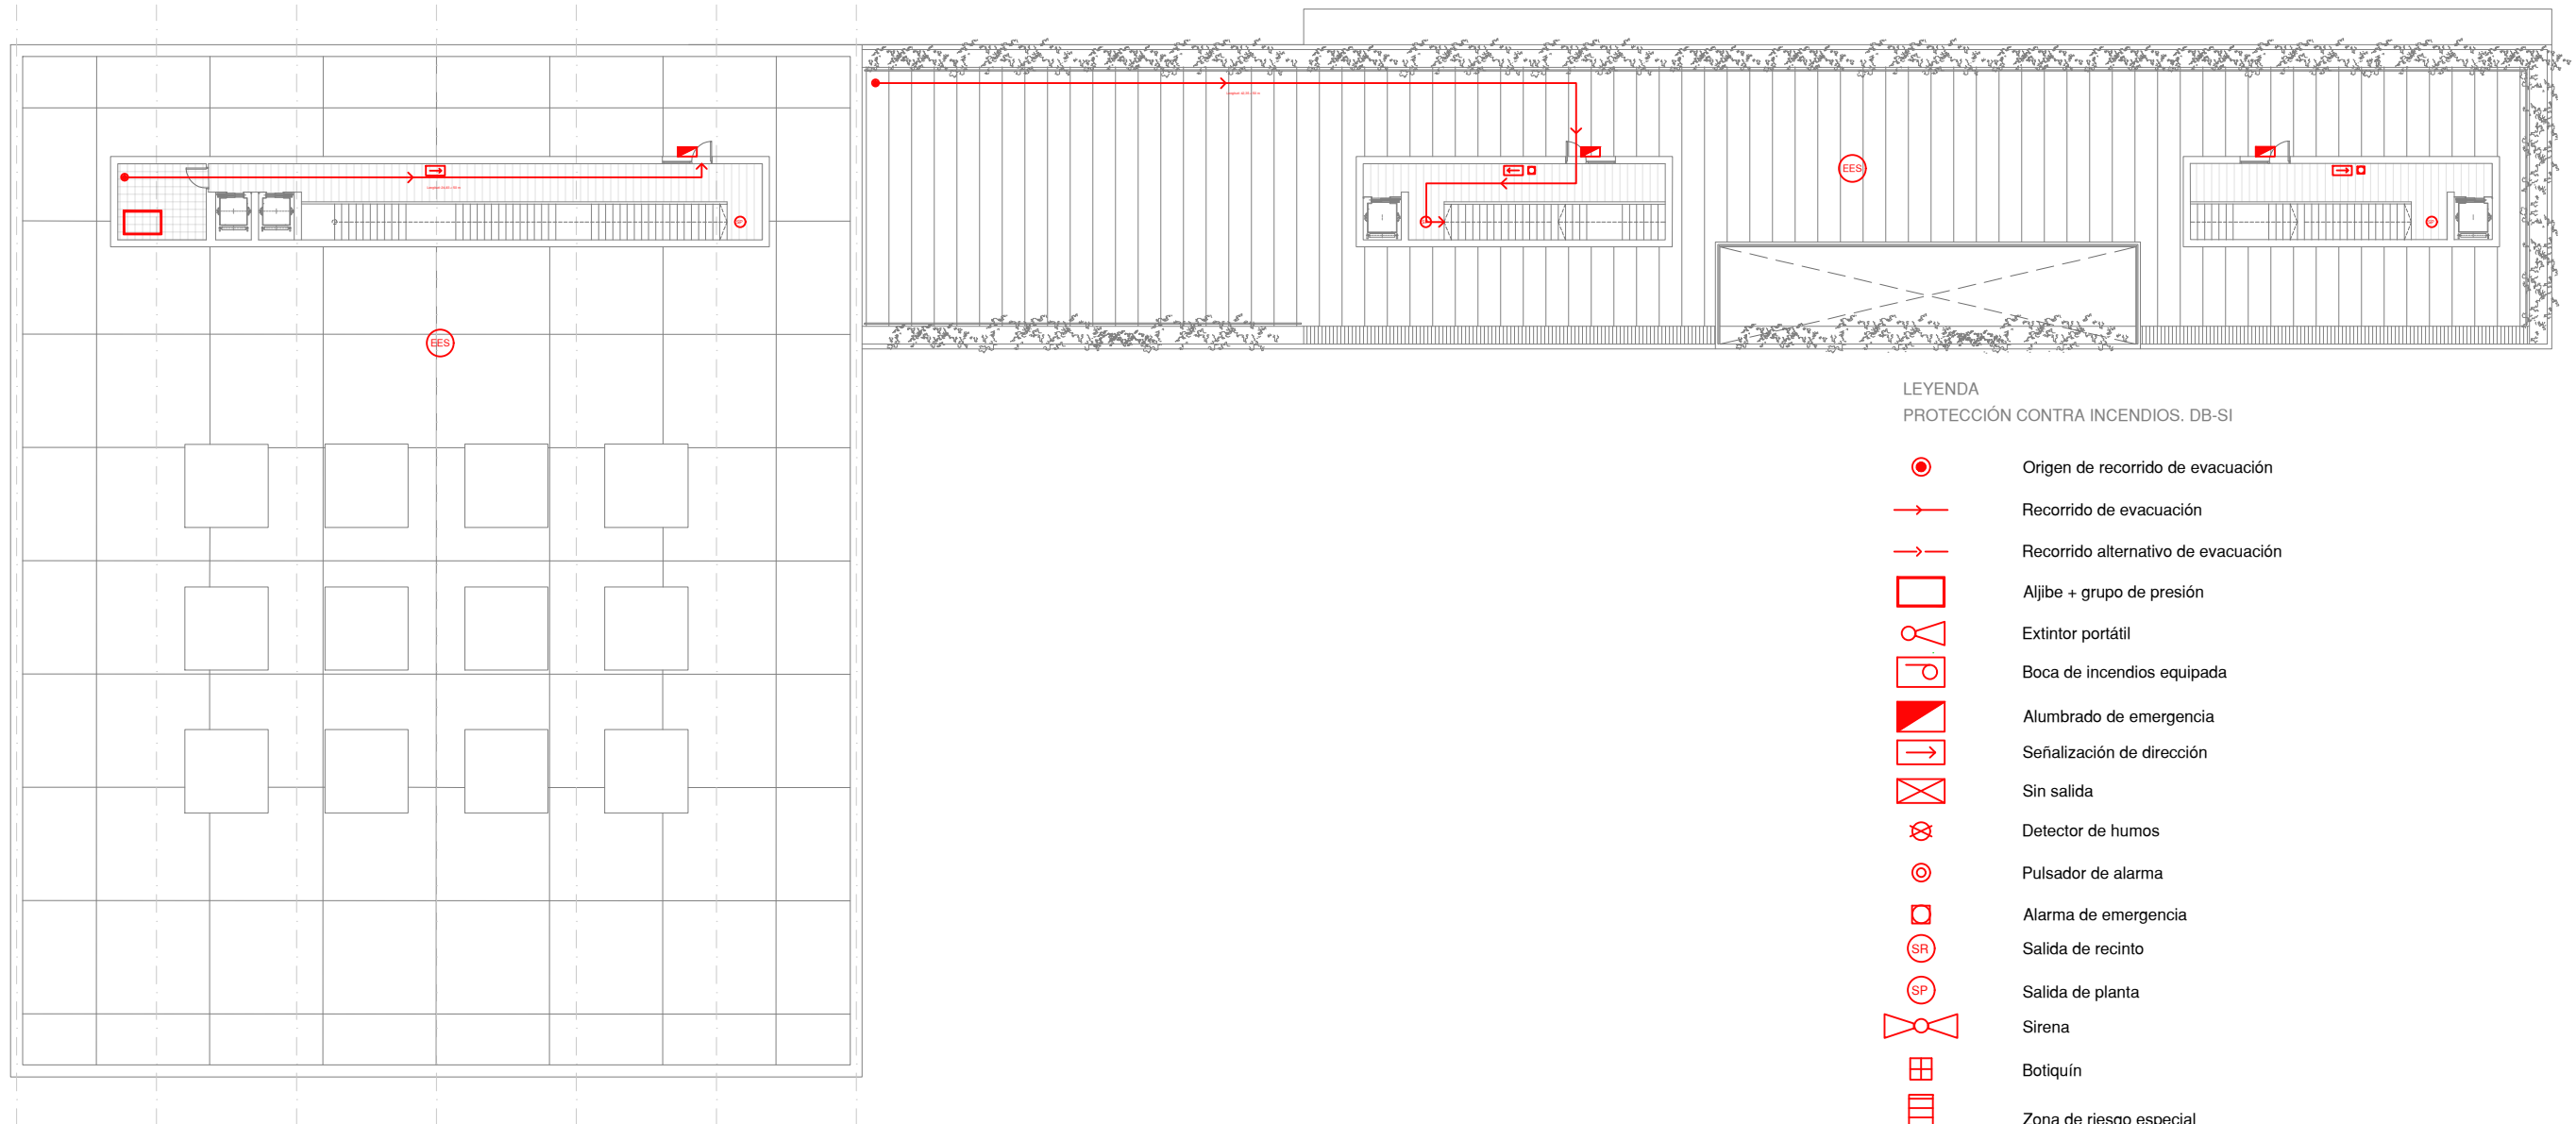 EES
EES
SP
SP
LEYENDA
PROTECCIÓN CONTRA INCENDIOS. DB-SI
Origen de recorrido de evacuación
Recorrido de evacuación
Recorrido alternativo de evacuación
Aljibe + grupo de presión
Extintor portátil
Boca de incendios equipada
Alumbrado de emergencia
Señalización de dirección
Sin salida
Detector de humos
Pulsador de alarma
Alarma de emergencia
SR Salida de recinto
SP Salida de planta
Sirena
Botiquín
Zona de riesgo especial